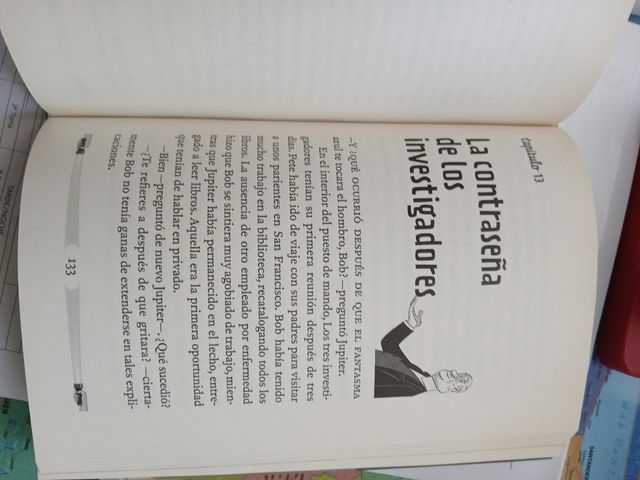 capítulo 13
La contraseña
de los
investigadores
—Y ¿QUÉ OCURRIÓ DESPUÉS DE QUE EL FANTASMA
azul te tocara el hombro, Bob? —preguntó Jupiter.
En el interior del puesto de mando, Los tres investi-
gadores tenían su primera reunión después de tres
días. Pete había ido de viaje con sus padres para visitar
a unos parientes en San Francisco. Bob había tenido
mucho trabajo en la biblioteca, recatalogando todos los
libros. La ausencia de otro empleado por enfermedad
hizo que Bob se sintiera muy agobiado de trabajo, mien-
tras que Jupiter había permanecido en el lecho, entre-
gado a leer libros. Aquella era la primera oportunidad
que tenían de hablar en privado.
—Bien —preguntó de nuevo Jupiter—. ¿Qué sucedió?
—¿Te refieres a después de que gritara? —cierta-
mente Bob no tenía ganas de extenderse en tales expli-
caciones.
133
MAR CAR
SANTANDER